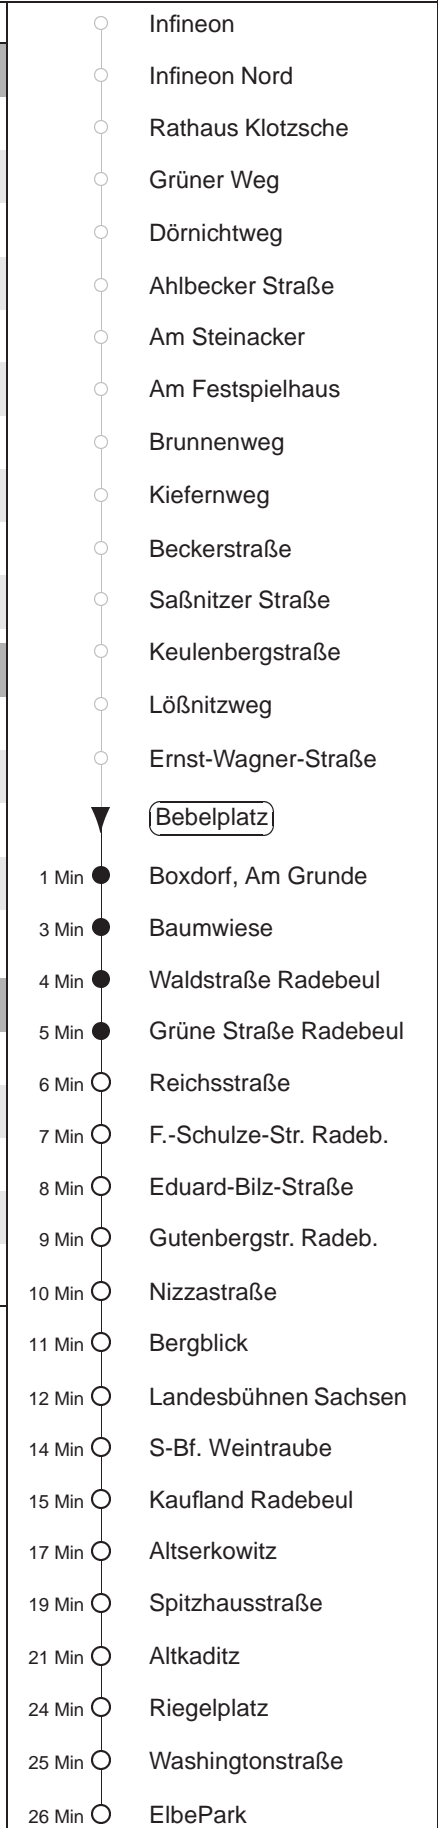 Infineon
Infineon Nord
Rathaus Klotzsche
Grüner Weg
Dörnichtweg
Ahlbecker Straße
Am Steinacker
Am Festspielhaus
Brunnenweg
Kiefernweg
Beckerstraße
Saßnitzer Straße
Keulenbergstraße
Lößnitzweg
Ernst-Wagner-Straße
Bebelplatz
1 Min Boxdorf, Am Grunde
3 Min Baumwiese
4 Min Waldstraße Radebeul
5 Min Grüne Straße Radebeul
6 Min Reichsstraße
7 Min F.-Schulze-Str. Radeb.
8 Min Eduard-Bilz-Straße
9 Min Gutenbergstr. Radeb.
10 Min Nizzastraße
11 Min Bergblick
12 Min Landesbühnen Sachsen
14 Min S-Bf. Weintraube
15 Min Kaufland Radebeul
17 Min Altserkowitz
19 Min Spitzhausstraße
21 Min Altkaditz
24 Min Riegelplatz
25 Min Washingtonstraße
26 Min ElbePark